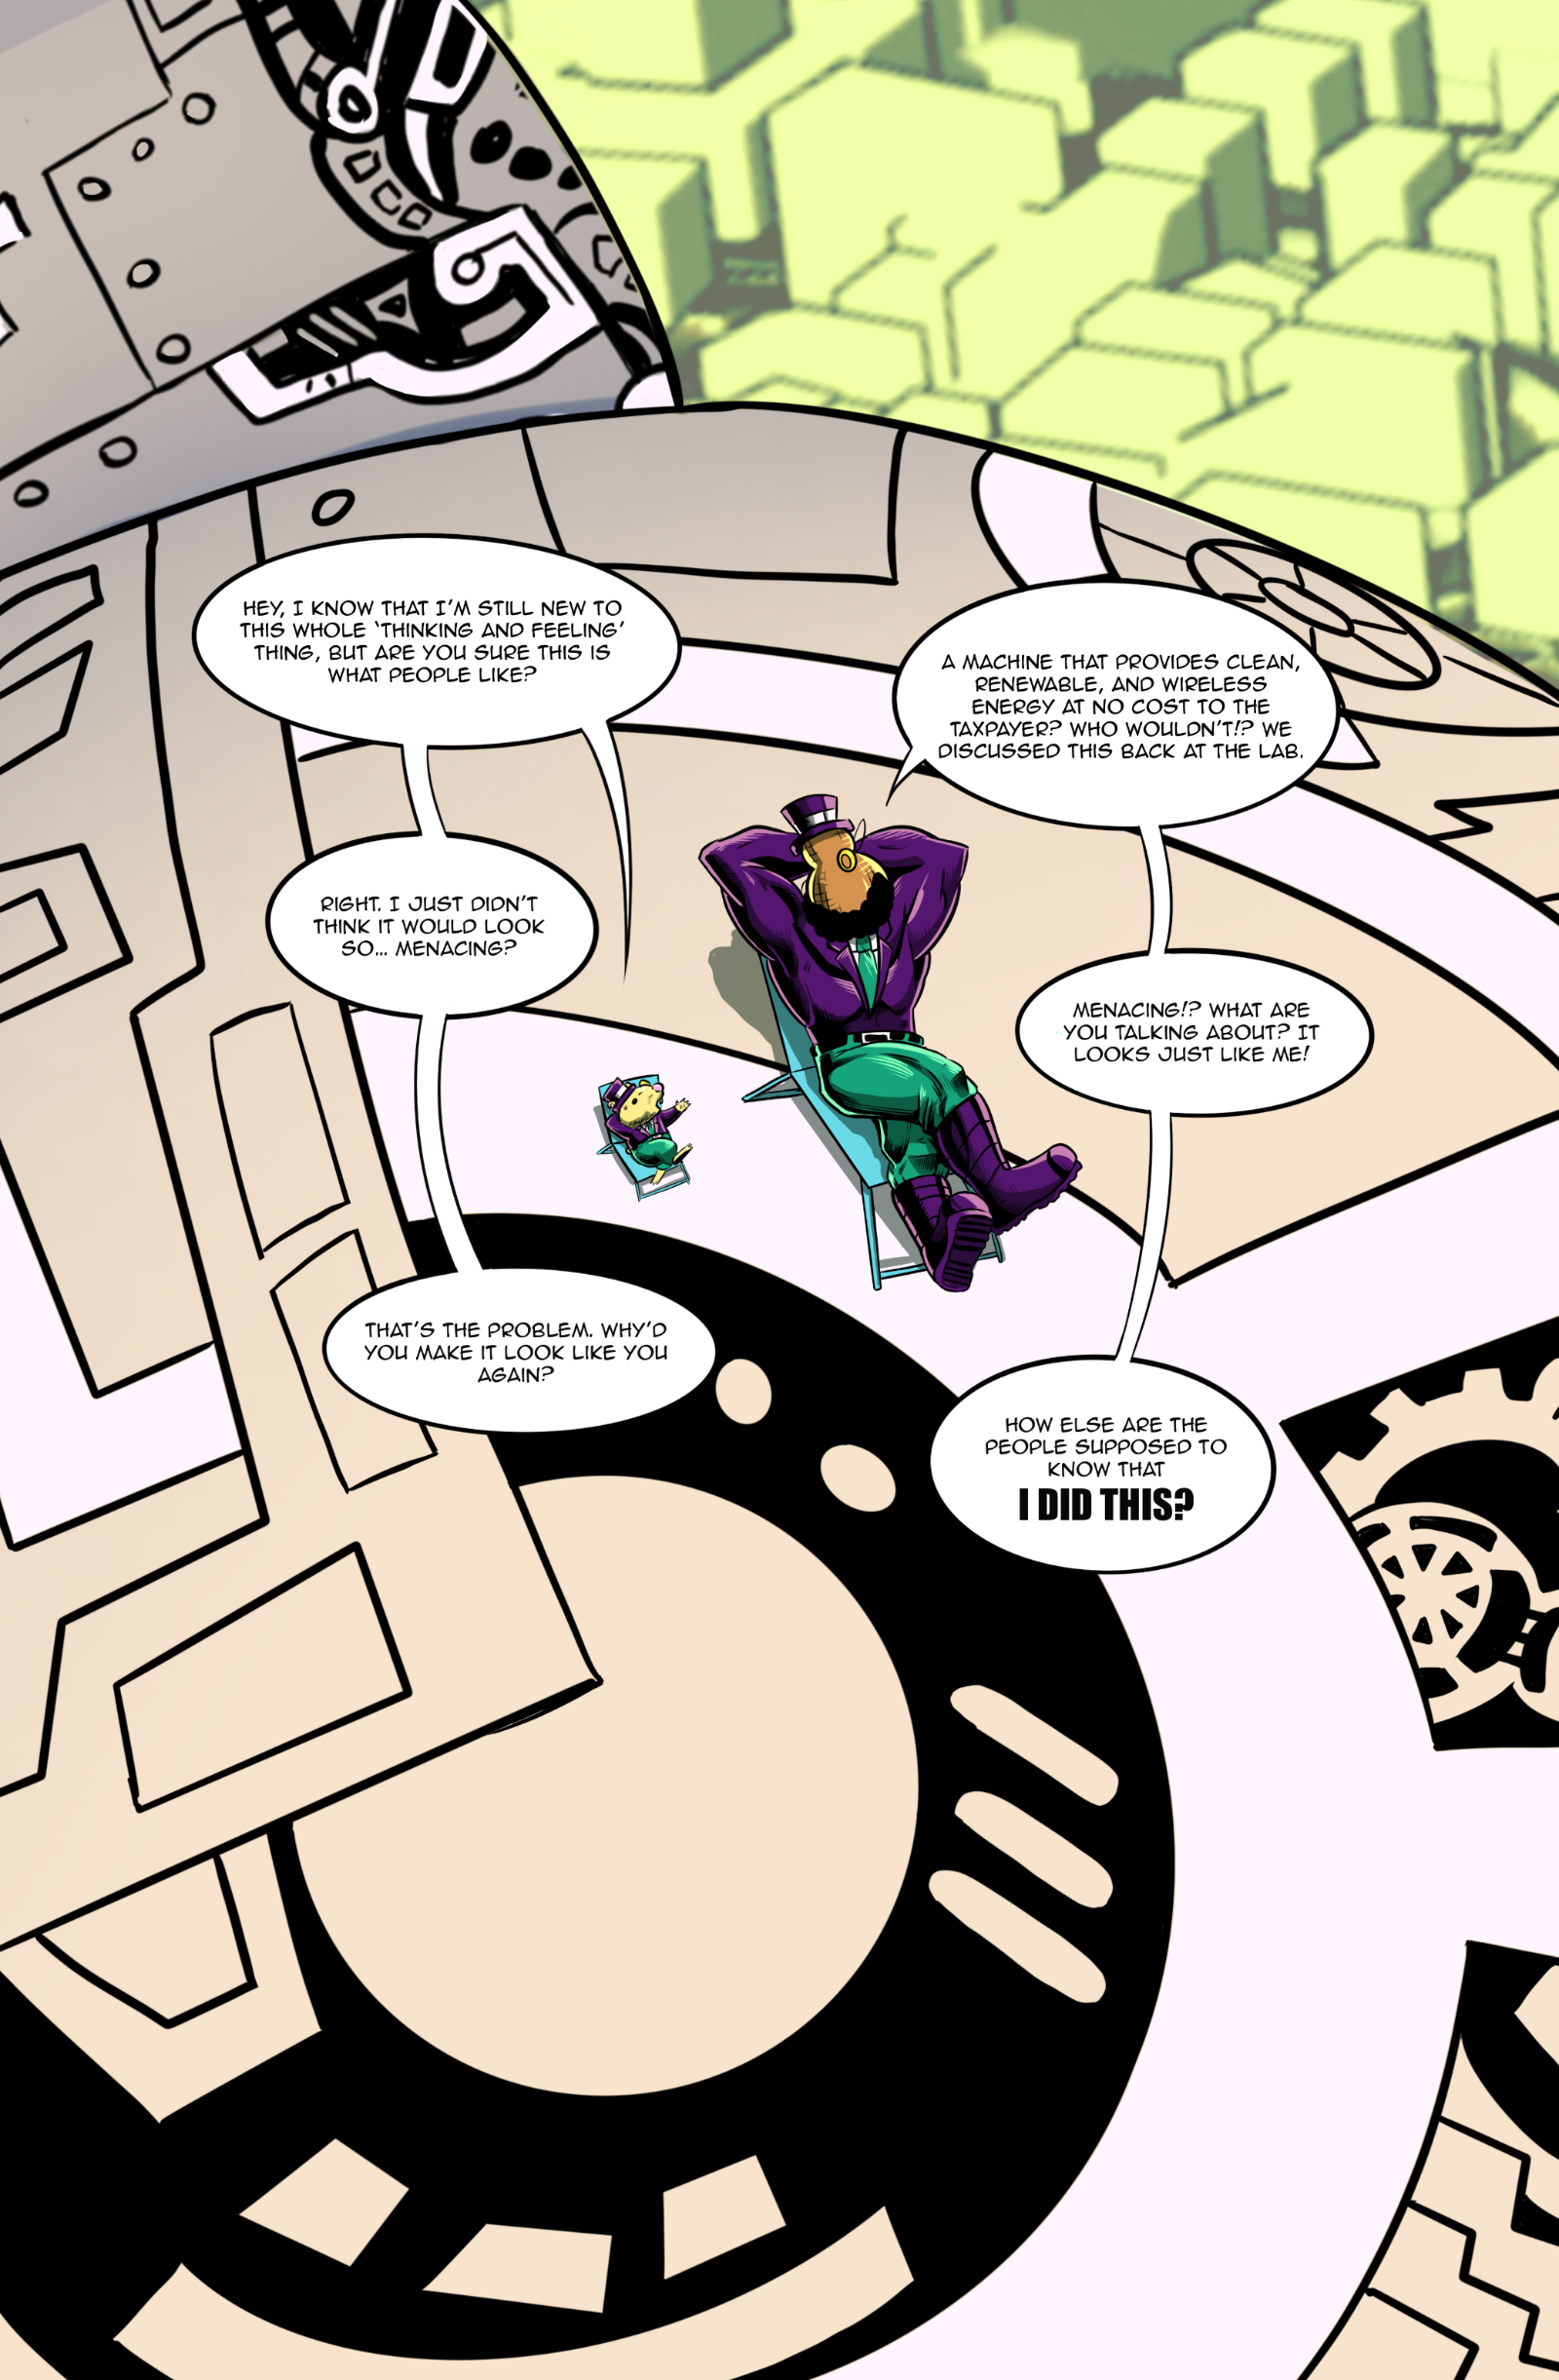 HEY, I KNOW THAT I'M STILL NEW TO
THIS WHOLE 'THINKING AND FEELING'
THING, BUT ARE YOU SURE THIS IS
WHAT PEOPLE LIKE?
A MACHINE THAT PROVIDES CLEAN,
RENEWABLE, AND WIRELESS
ENERGY AT NO COST TO THE
TAXPAYER? WHO WOULDN'T!? WE
DISCUSSED THIS BACK AT THE LAB.
RIGHT. I JUST DIDN'T
THINK IT WOULD LOOK
SO... MENACING?
MENACING!? WHAT ARE
YOU TALKING ABOUT? IT
LOOKS JUST LIKE ME!
THAT'S THE PROBLEM. WHY'D
YOU MAKE IT LOOK LIKE YOU
AGAIN?
HOW ELSE ARE THE
PEOPLE SUPPOSED TO
KNOW THAT
I DID THIS?